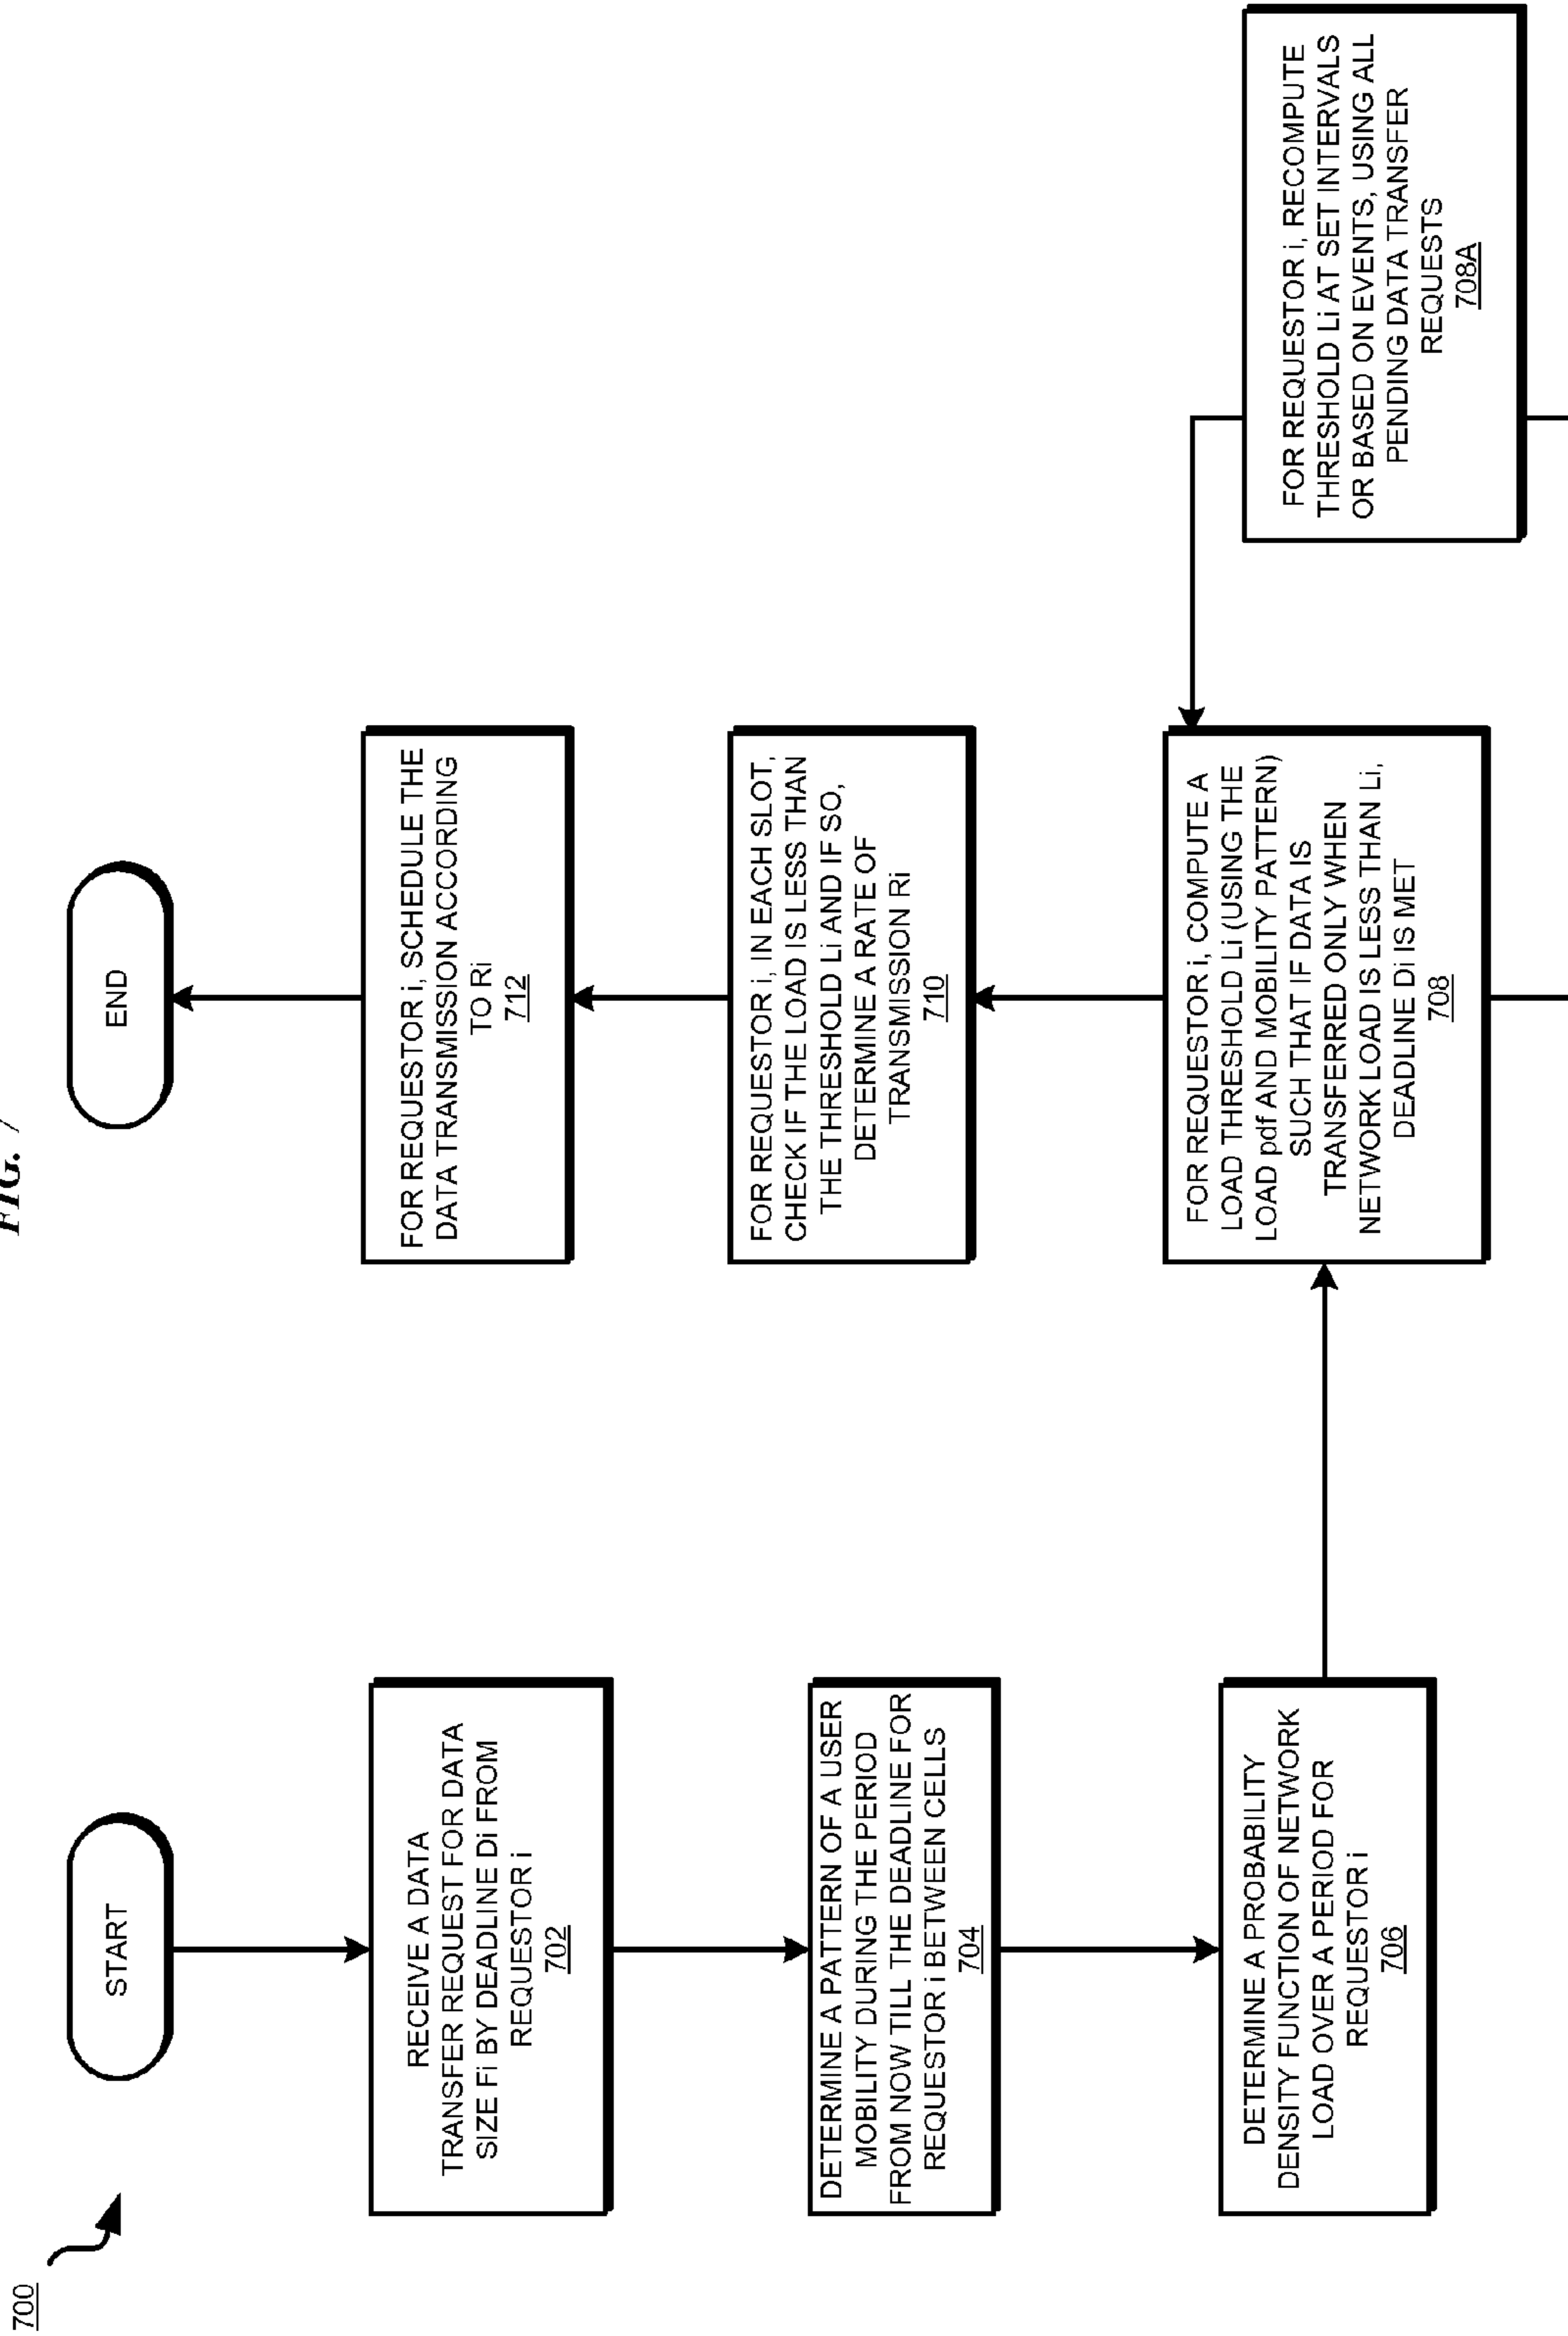 700
FIG. 7
START
RECEIVE A DATA
TRANSFER REQUEST FOR DATA
SIZE Fi BY DEADLINE Di FROM
REQUESTOR i
702
DETERMINE A PATTERN OF A USER
MOBILITY DURING THE PERIOD
FROM NOW TILL THE DEADLINE FOR
REQUESTOR i BETWEEN CELLS
704
DETERMINE A PROBABILITY
DENSITY FUNCTION OF NETWORK
LOAD OVER A PERIOD FOR
REQUESTOR i
706
END
FOR REQUESTOR i, SCHEDULE THE
DATA TRANSMISSION ACCORDING
TO Ri
712
FOR REQUESTOR i, IN EACH SLOT,
CHECK IF THE LOAD IS LESS THAN
THE THRESHOLD Li AND IF SO,
DETERMINE A RATE OF
TRANSMISSION Ri
710
FOR REQUESTOR i, COMPUTE A
LOAD THRESHOLD Li (USING THE
LOAD pdf AND MOBILITY PATTERN)
SUCH THAT IF DATA IS
TRANSFERRED ONLY WHEN
NETWORK LOAD IS LESS THAN Li,
DEADLINE Di IS MET
708
FOR REQUESTOR i, RECOMPUTE
THRESHOLD Li AT SET INTERVALS
OR BASED ON EVENTS, USING ALL
PENDING DATA TRANSFER
REQUESTS
708A